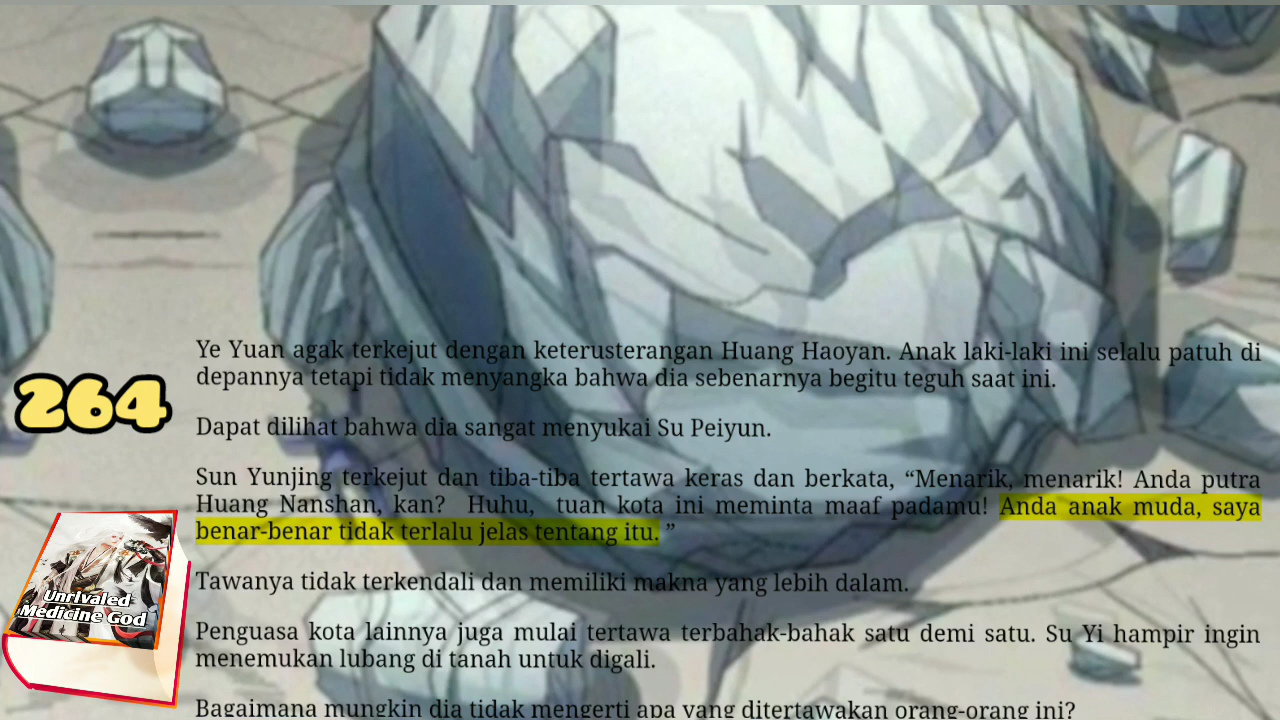 Ye Yuan agak terkejut dengan keterusterangan Huang Haoyan. Anak laki-laki ini selalu patuh di
depannya tetapi tidak menyangka bahwa dia sebenarnya begitu teguh saat ini.
Dapat dilihat bahwa dia sangat menyukai Su Peiyun.
264
Sun Yunjing terkejut dan tiba-tiba tertawa keras dan berkata, “Menarik, menarik! Anda putra
Huang Nanshan, kan? Huhu, tuan kota ini meminta maaf padamu! Anda anak muda, saya
benar-benar tidak terlalu jelas tentang itu. ”
Tawanya tidak terkendali dan memiliki makna yang lebih dalam.
Unrivaled
Medicine God
Penguasa kota lainnya juga mulai tertawa terbahak-bahak satu demi satu. Su Yi hampir ingin
menemukan lubang di tanah untuk digali.
Bagaimana mungkin dia tidak mengerti apa yang ditertawakan orang-orang ini?